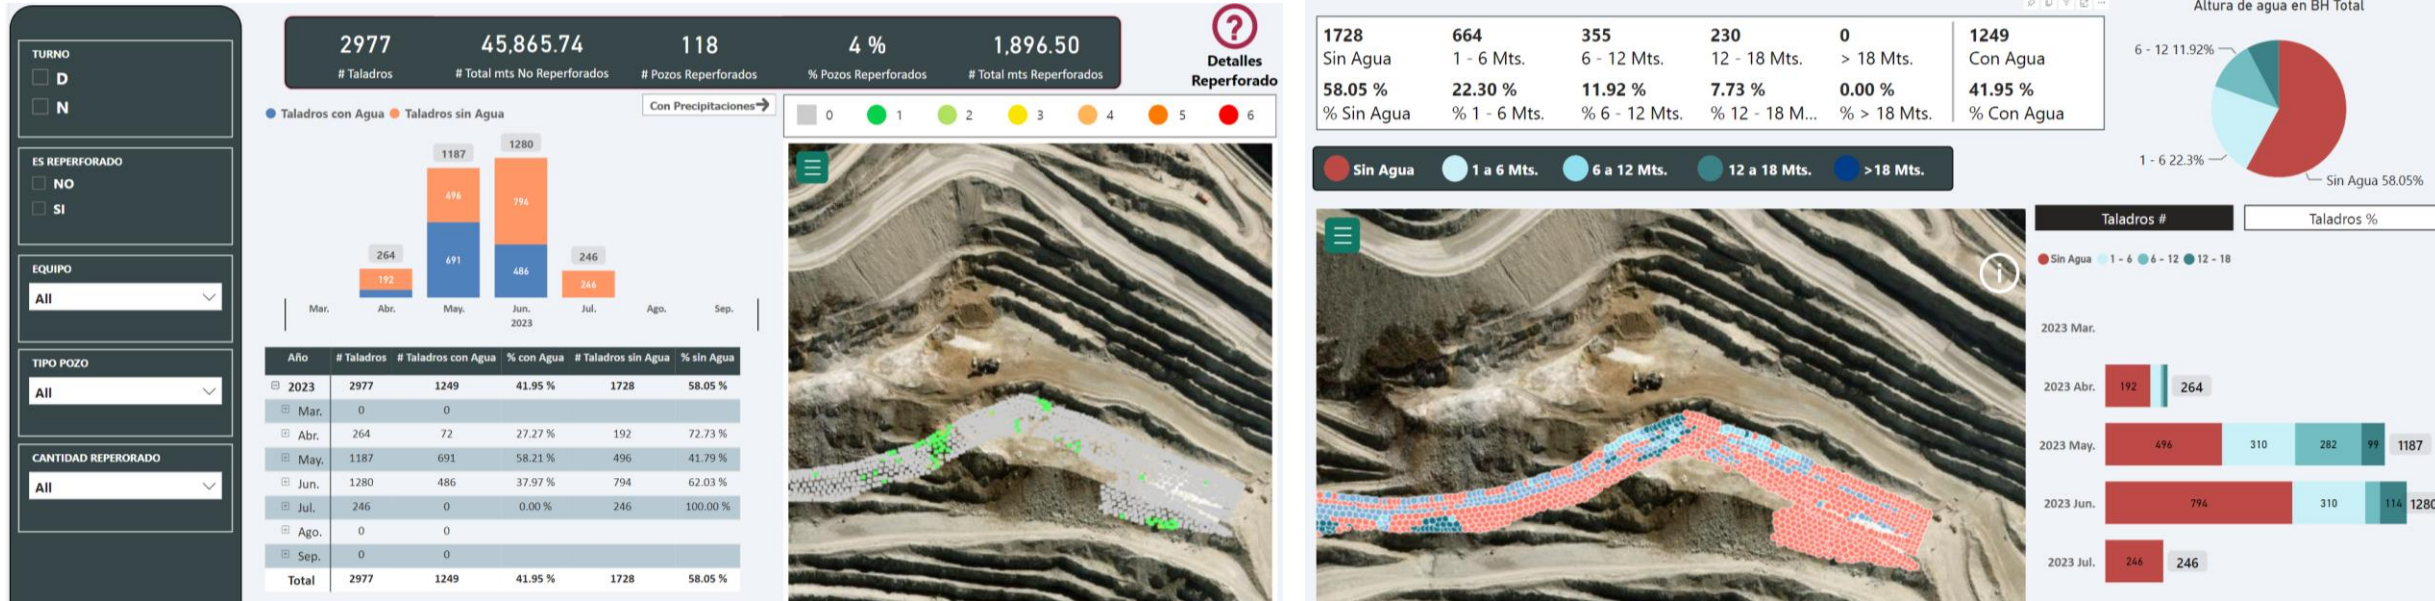 TURNO
D
N
ES REPERFORADO
NO
SI
EQUIPO
All
TIPO POZO
All
CANTIDAD REPERORADO
All
2977 45,865.74 118 4 % 1,896.50
# Taladros # Total mts No Reperforados # Pozos Reperforados % Pozos Reperforados # Total mts Reperforados
Detalles
Reperforado
Con Precipitaciones
Taladros con Agua Taladros sin Agua
0 1 2 3 4 5 6
264 1187 1280 246
192 496 794 246
691 486
Mar. Abr. May. Jun. Jul. Ago. Sep.
2023
Año # Taladros # Taladros con Agua % con Agua # Taladros sin Agua % sin Agua
2023 2977 1249 41.95 % 1728 58.05 %
Mar. 0 0
Abr. 264 72 27.27 % 192 72.73 %
May. 1187 691 58.21 % 496 41.79 %
Jun. 1280 486 37.97 % 794 62.03 %
Jul. 246 0 0.00 % 246 100.00 %
Ago. 0 0
Sep. 0 0
Total 2977 1249 41.95 % 1728 58.05 %
1728 664 355 230 0 1249
Sin Agua 1 - 6 Mts. 6 - 12 Mts. 12 - 18 Mts. > 18 Mts. Con Agua
58.05 % 22.30 % 11.92 % 7.73 % 0.00 % 41.95 %
% Sin Agua % 1 - 6 Mts. % 6 - 12 Mts. % 12 - 18 M... % > 18 Mts. % Con Agua
Sin Agua 1 a 6 Mts. 6 a 12 Mts. 12 a 18 Mts. >18 Mts.
Altura de agua en BH Total
6 - 12 11.92%
1 - 6 22.3%
Sin Agua 58.05%
Taladros # Taladros %
Sin Agua 1 - 6 6 - 12 12 - 18
2023 Mar.
2023 Abr. 192 264
2023 May. 496 310 282 99 1187
2023 Jun. 794 310 114 1280
2023 Jul. 246 246